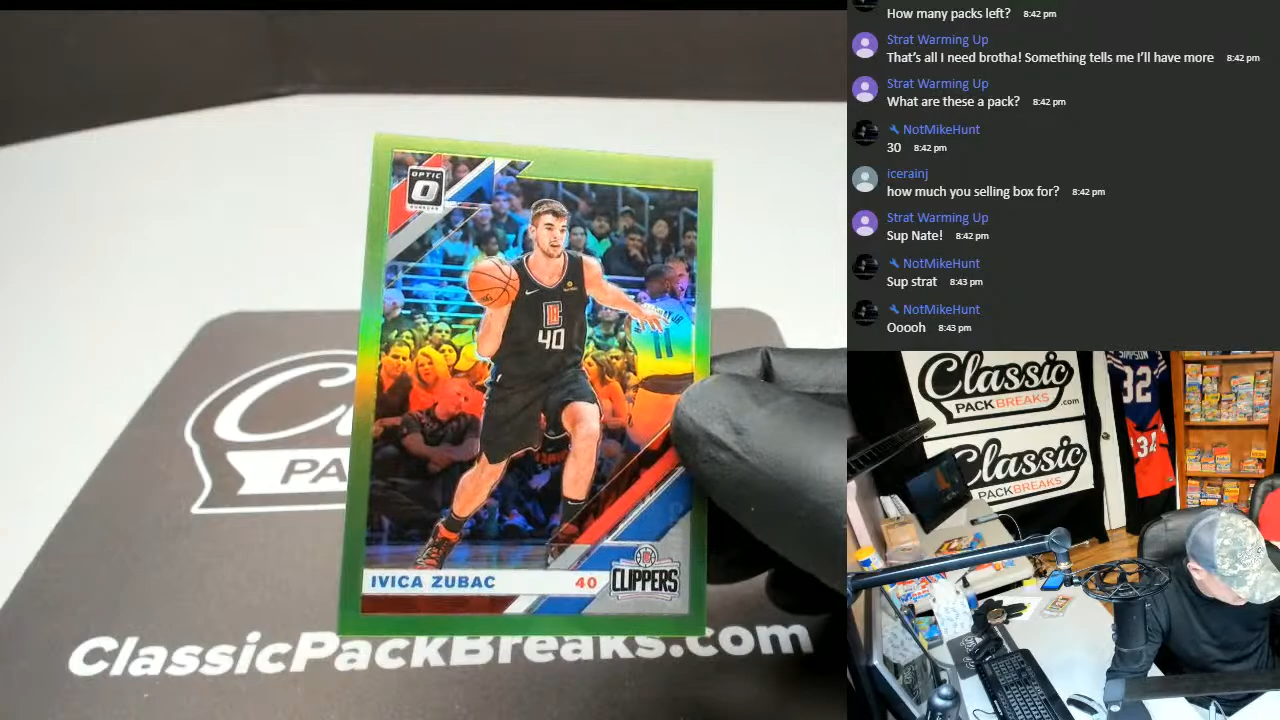 OPTIC
DONRUSS
40
11
IVICA ZUBAC 40
CLIPPERS
PA
ClassicPackBreaks.com
How many packs left? 8:42 pm
Strat Warming Up
That's all I need brotha! Something tells me I'll have more 8:42 pm
Strat Warming Up
What are these a pack? 8:42 pm
NotMikeHunt
30 8:42 pm
icerainj
how much you selling box for? 8:42 pm
Strat Warming Up
Sup Nate! 8:42 pm
NotMikeHunt
Sup strat 8:43 pm
NotMikeHunt
Ooooh 8:43 pm
Classic
PACKBREAKS.com
Classic
PACKBREAKS
SIMPSON
32
34